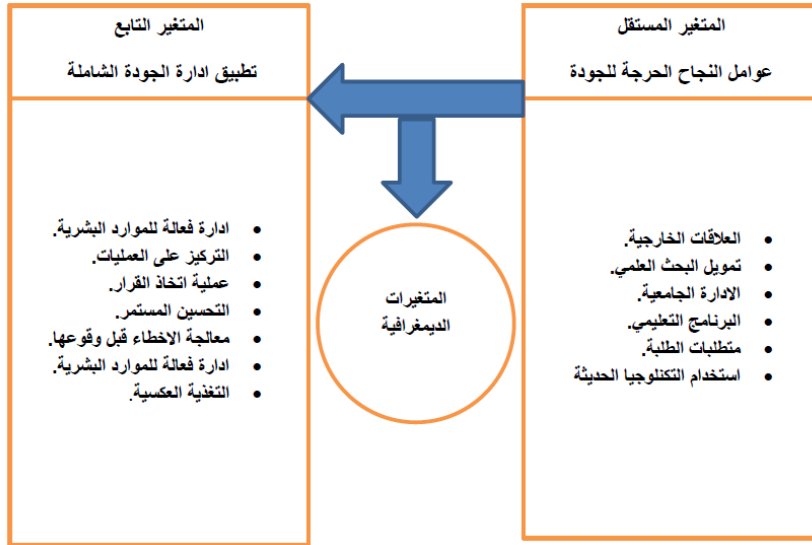 المتغير المستقل
عوامل النجاح الحرجة للجودة
• العلاقات الخارجية.
• تمويل البحث العلمي.
• الادارة الجامعية.
• البرنامج التعليمي.
• متطلبات الطلبة.
• استخدام التكنلوجيا الحديثة
المتغيرات
الديمغرافية
المتغير التابع
تطبيق ادارة الجودة الشاملة
• ادارة فعالة للموارد البشرية.
• التركيز على العمليات.
• عملية اتخاذ القرار.
• التحسين المستمر.
• معالجة الاخطاء قبل وقوعها.
• ادارة فعالة للموارد البشرية.
• التغذية العكسية.